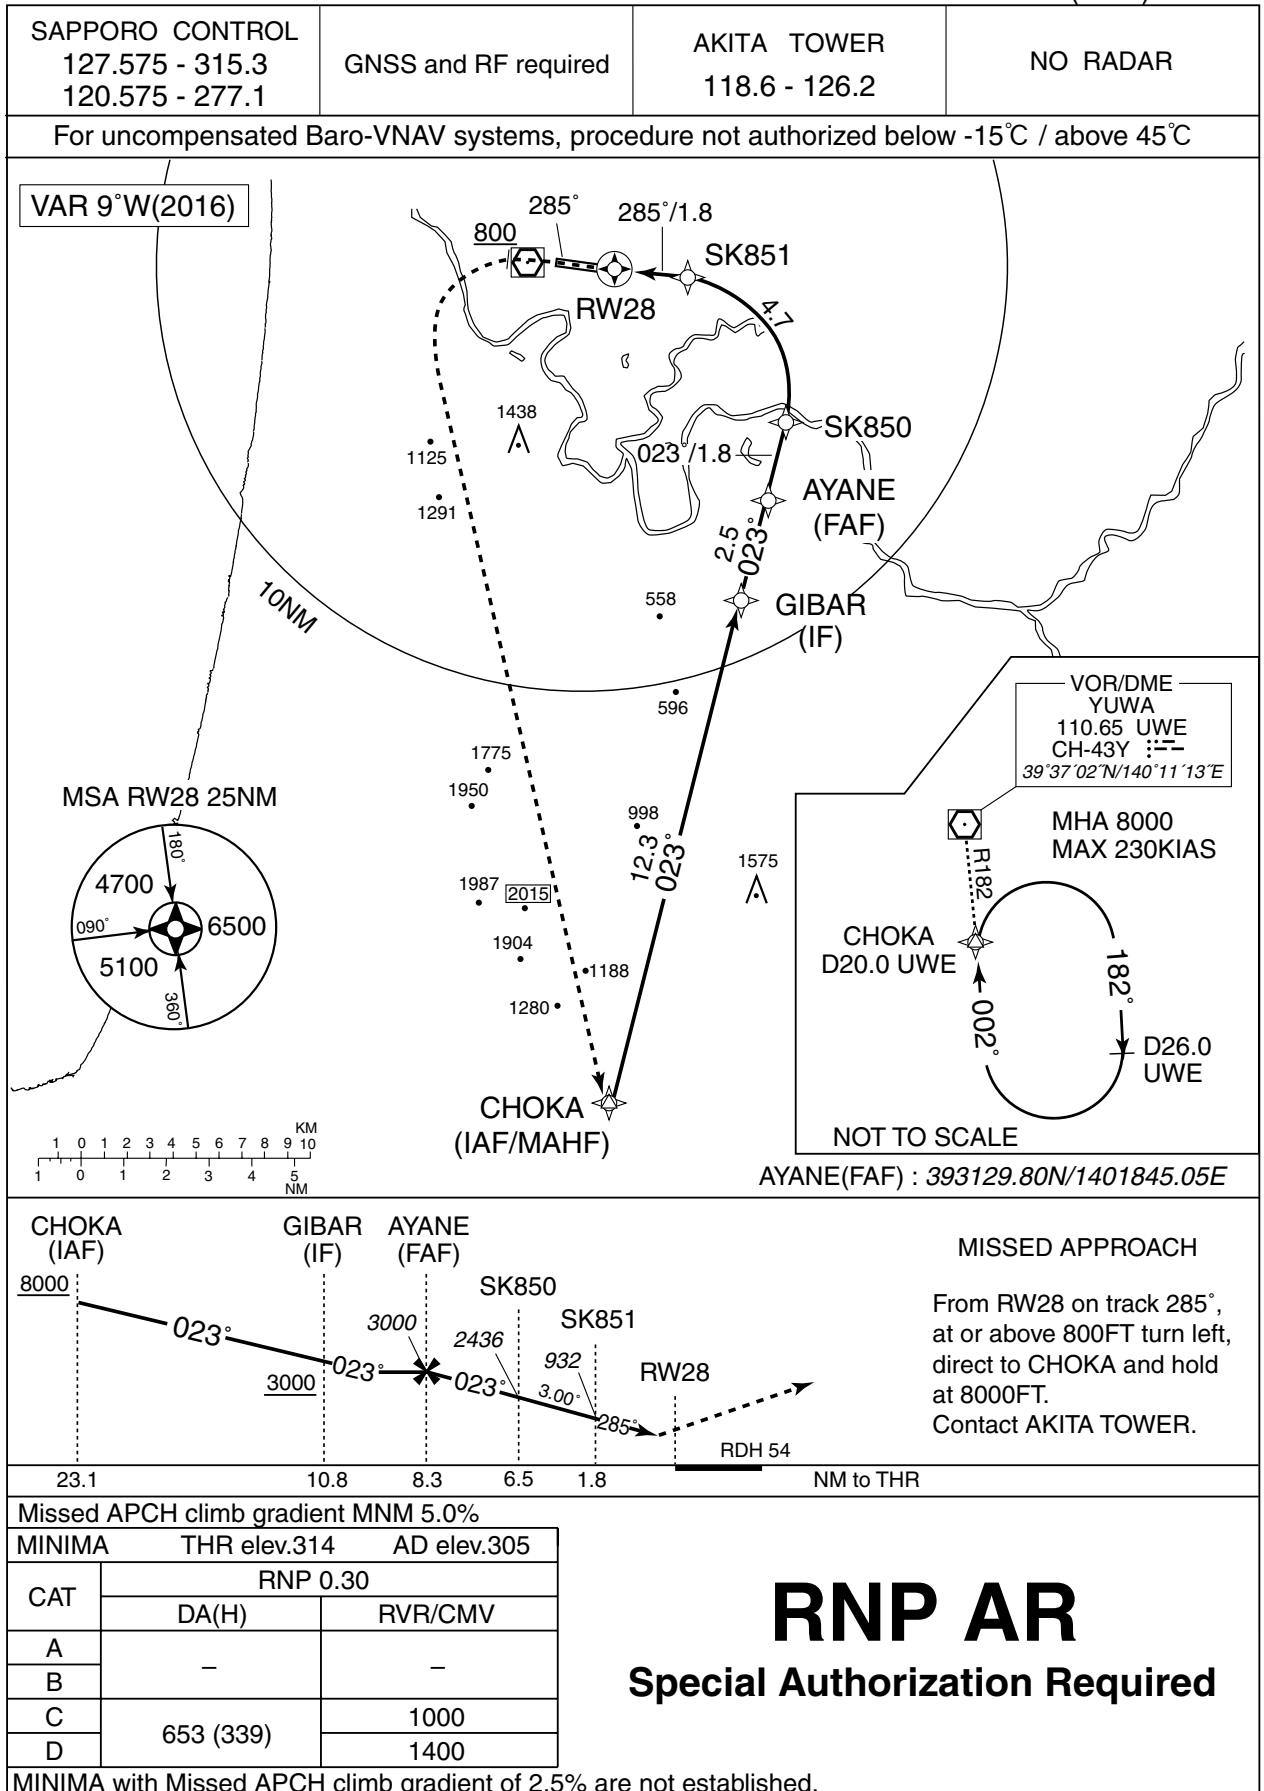 SAPPORO CONTROL
127.575 - 315.3
120.575 - 277.1
GNSS and RF required
AKITA TOWER
118.6 - 126.2
NO RADAR
For uncompensated Baro-VNAV systems, procedure not authorized below -15℃ / above 45℃
VAR 9˚W(2016)
800
285˚
285˚/1.8
SK851
RW28
4.7
1438
SK850
1125
023˚/1.8
AYANE
(FAF)
1291
2.5
023˚
10NM
558
GIBAR
(IF)
596
VOR/DME
YUWA
110.65 UWE
CH-43Y
39˚37´02˝N/140˚11´13˝E
1775
MSA RW28 25NM
1950
998
MHA 8000
MAX 230KIAS
180˚
4700
12.3
023˚
1575
R182
1987
2015
090˚
6500
CHOKA
D20.0 UWE
1904
5100
1188
182˚
360˚
1280
002˚
D26.0
UWE
CHOKA
(IAF/MAHF)
KM
1 0 1 2 3 4 5 6 7 8 9 10
1 0 1 2 3 4 5
NM
NOT TO SCALE
AYANE(FAF) : 393129.80N/1401845.05E
CHOKA
(IAF)
GIBAR
(IF)
AYANE
(FAF)
SK850
SK851
RW28
8000
023˚
3000
023˚
3000
023˚
2436
932
3.00˚
285˚
RDH 54
23.1
10.8
8.3
6.5
1.8
NM to THR
MISSED APPROACH
From RW28 on track 285˚,
at or above 800FT turn left,
direct to CHOKA and hold
at 8000FT.
Contact AKITA TOWER.
Missed APCH climb gradient MNM 5.0%
MINIMA THR elev.314 AD elev.305
CAT
RNP 0.30
DA(H) RVR/CMV
A
B
– –
C
D
653 (339)
1000
1400
MINIMA with Missed APCH climb gradient of 2.5% are not established.
RNP AR
Special Authorization Required